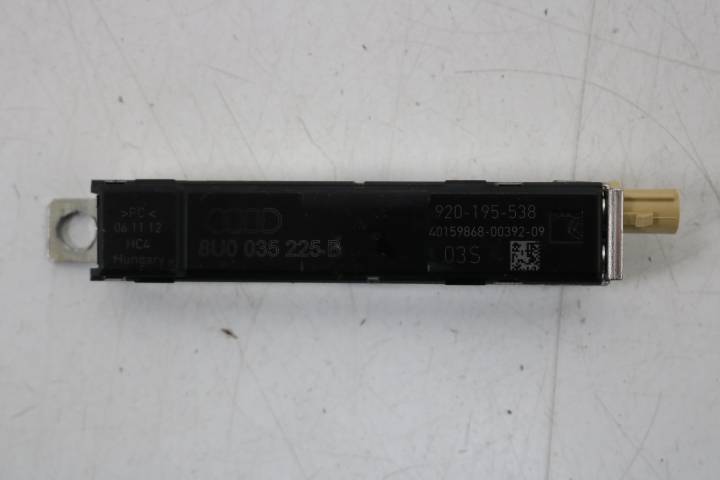 >PC<
06 11 12
HC4
Hungary
8U0 035 225-B
920-195-538
40159868-00392-09
03S